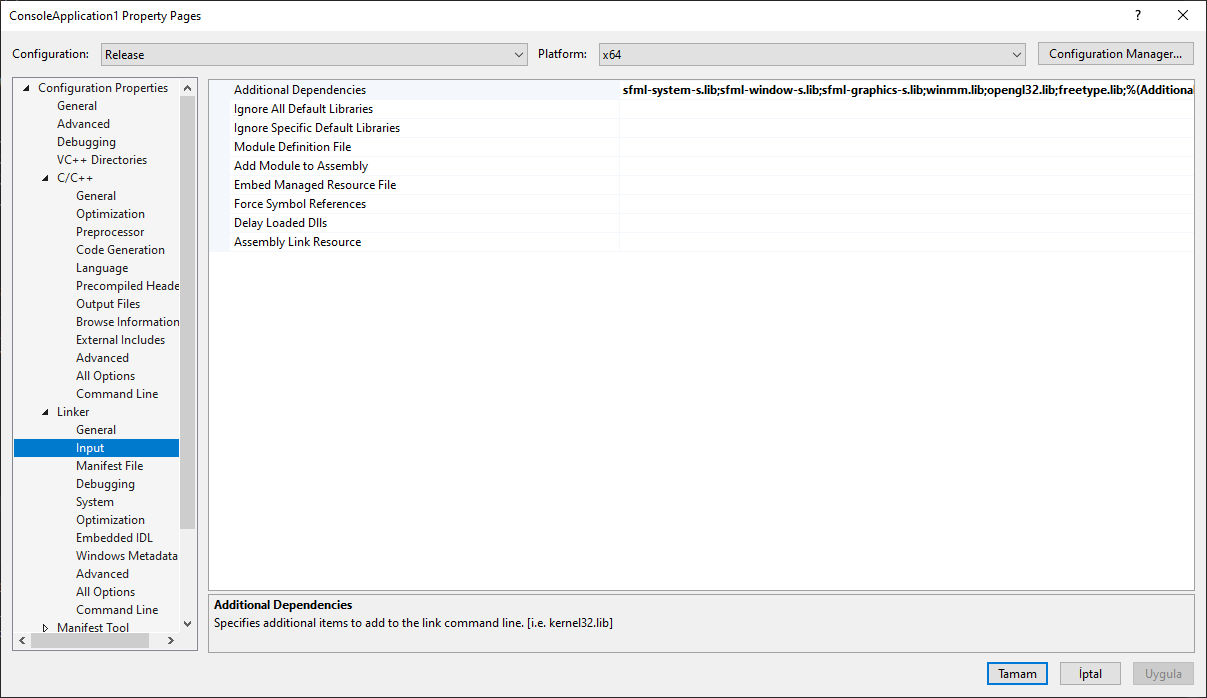 ConsoleApplication1 Property Pages
?
Configuration: Release Platform: x64 Configuration Manager...
Configuration Properties
General
Advanced
Debugging
VC++ Directories
C/C++
General
Optimization
Preprocessor
Code Generation
Language
Precompiled Heade
Output Files
Browse Information
External Includes
Advanced
All Options
Command Line
Linker
General
Input
Manifest File
Debugging
System
Optimization
Embedded IDL
Windows Metadata
Advanced
All Options
Command Line
Manifest Tool
Additional Dependencies sfml-system-s.lib;sfml-window-s.lib;sfml-graphics-s.lib;winmm.lib;opengl32.lib;freetype.lib;%(Additiona
Ignore All Default Libraries
Ignore Specific Default Libraries
Module Definition File
Add Module to Assembly
Embed Managed Resource File
Force Symbol References
Delay Loaded Dlls
Assembly Link Resource
Additional Dependencies
Specifies additional items to add to the link command line. [i.e. kernel32.lib]
Tamam İptal Uygula